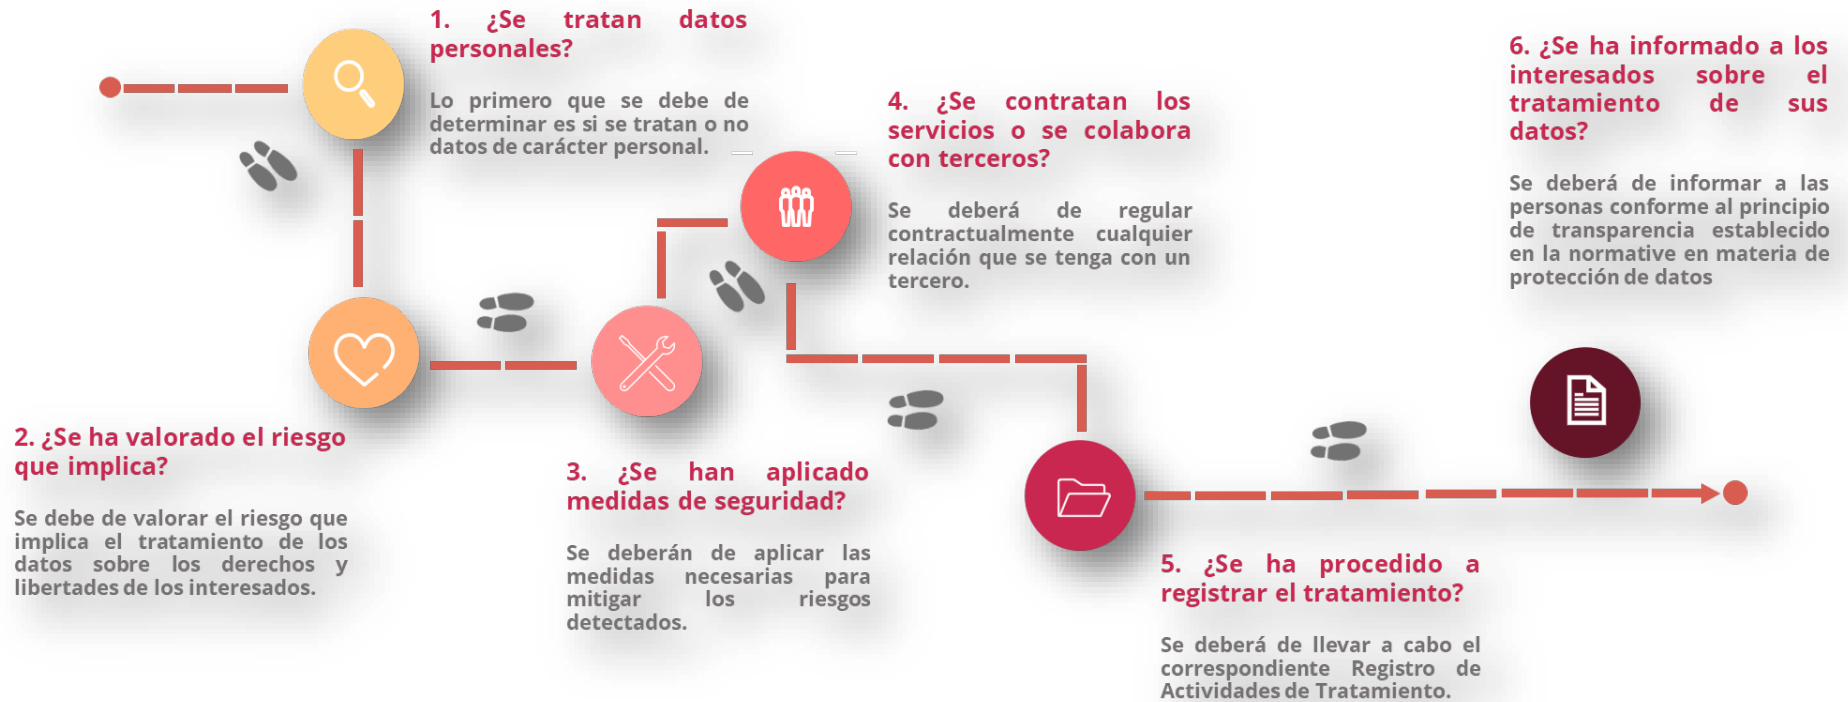 1. ¿Se tratan datos
personales?
Lo primero que se debe de
determinar es si se tratan o no
datos de carácter personal.
2. ¿Se ha valorado el riesgo
que implica?
Se debe de valorar el riesgo que
implica el tratamiento de los
datos sobre los derechos y
libertades de los interesados.
3. ¿Se han aplicado
medidas de seguridad?
Se deberán de aplicar las
medidas necesarias para
mitigar los riesgos
detectados.
4. ¿Se contratan los
servicios o se colabora
con terceros?
Se deberá de regular
contractualmente cualquier
relación que se tenga con un
tercero.
5. ¿Se ha procedido a
registrar el tratamiento?
Se deberá de llevar a cabo el
correspondiente Registro de
Actividades de Tratamiento.
6. ¿Se ha informado a los
interesados sobre el
tratamiento de sus
datos?
Se deberá de informar a las
personas conforme al principio
de transparencia establecido
en la normative en materia de
protección de datos